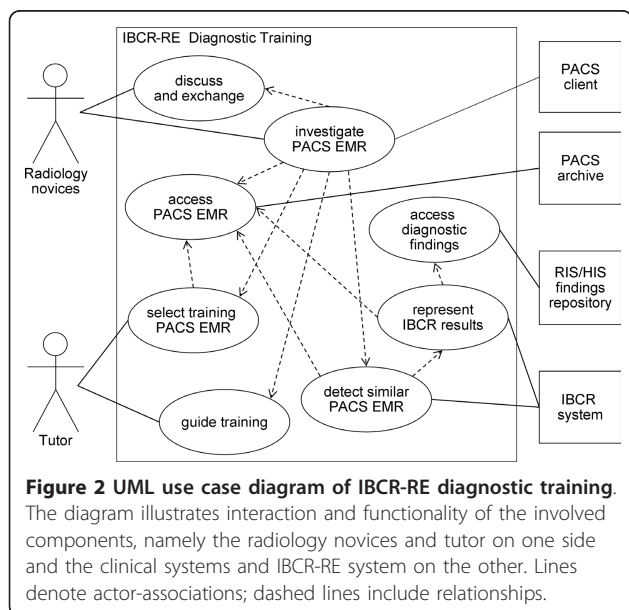 IBCR-RE Diagnostic Training
discuss
and exchange
PACS
client
investigate
PACS EMR
Radiology
novices
PACS
archive
access
PACS EMR
access
diagnostic
findings
RIS/HIS
findings
repository
select training
PACS EMR
represent
IBCR results
detect similar
PACS EMR
IBCR
system
guide training
Tutor
Figure 2 UML use case diagram of IBCR-RE diagnostic training.
The diagram illustrates interaction and functionality of the involved
components, namely the radiology novices and tutor on one side
and the clinical systems and IBCR-RE system on the other. Lines
denote actor-associations; dashed lines include relationships.